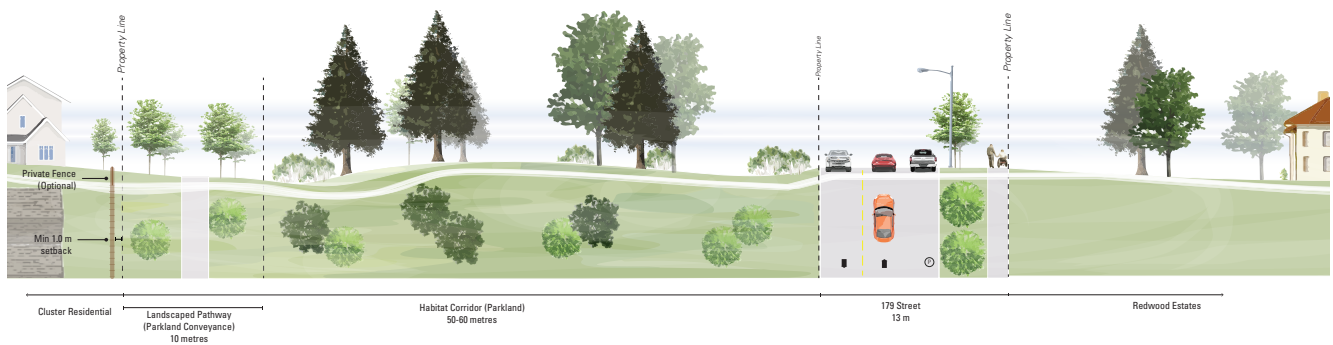 Property Line
Property Line
Property Line
Private Fence
(Optional)
Min 1.0 m
setback
P
Cluster Residential
Landscaped Pathway
(Parkland Conveyance)
10 metres
Habitat Corridor (Parkland)
50-60 metres
179 Street
13 m
Redwood Estates